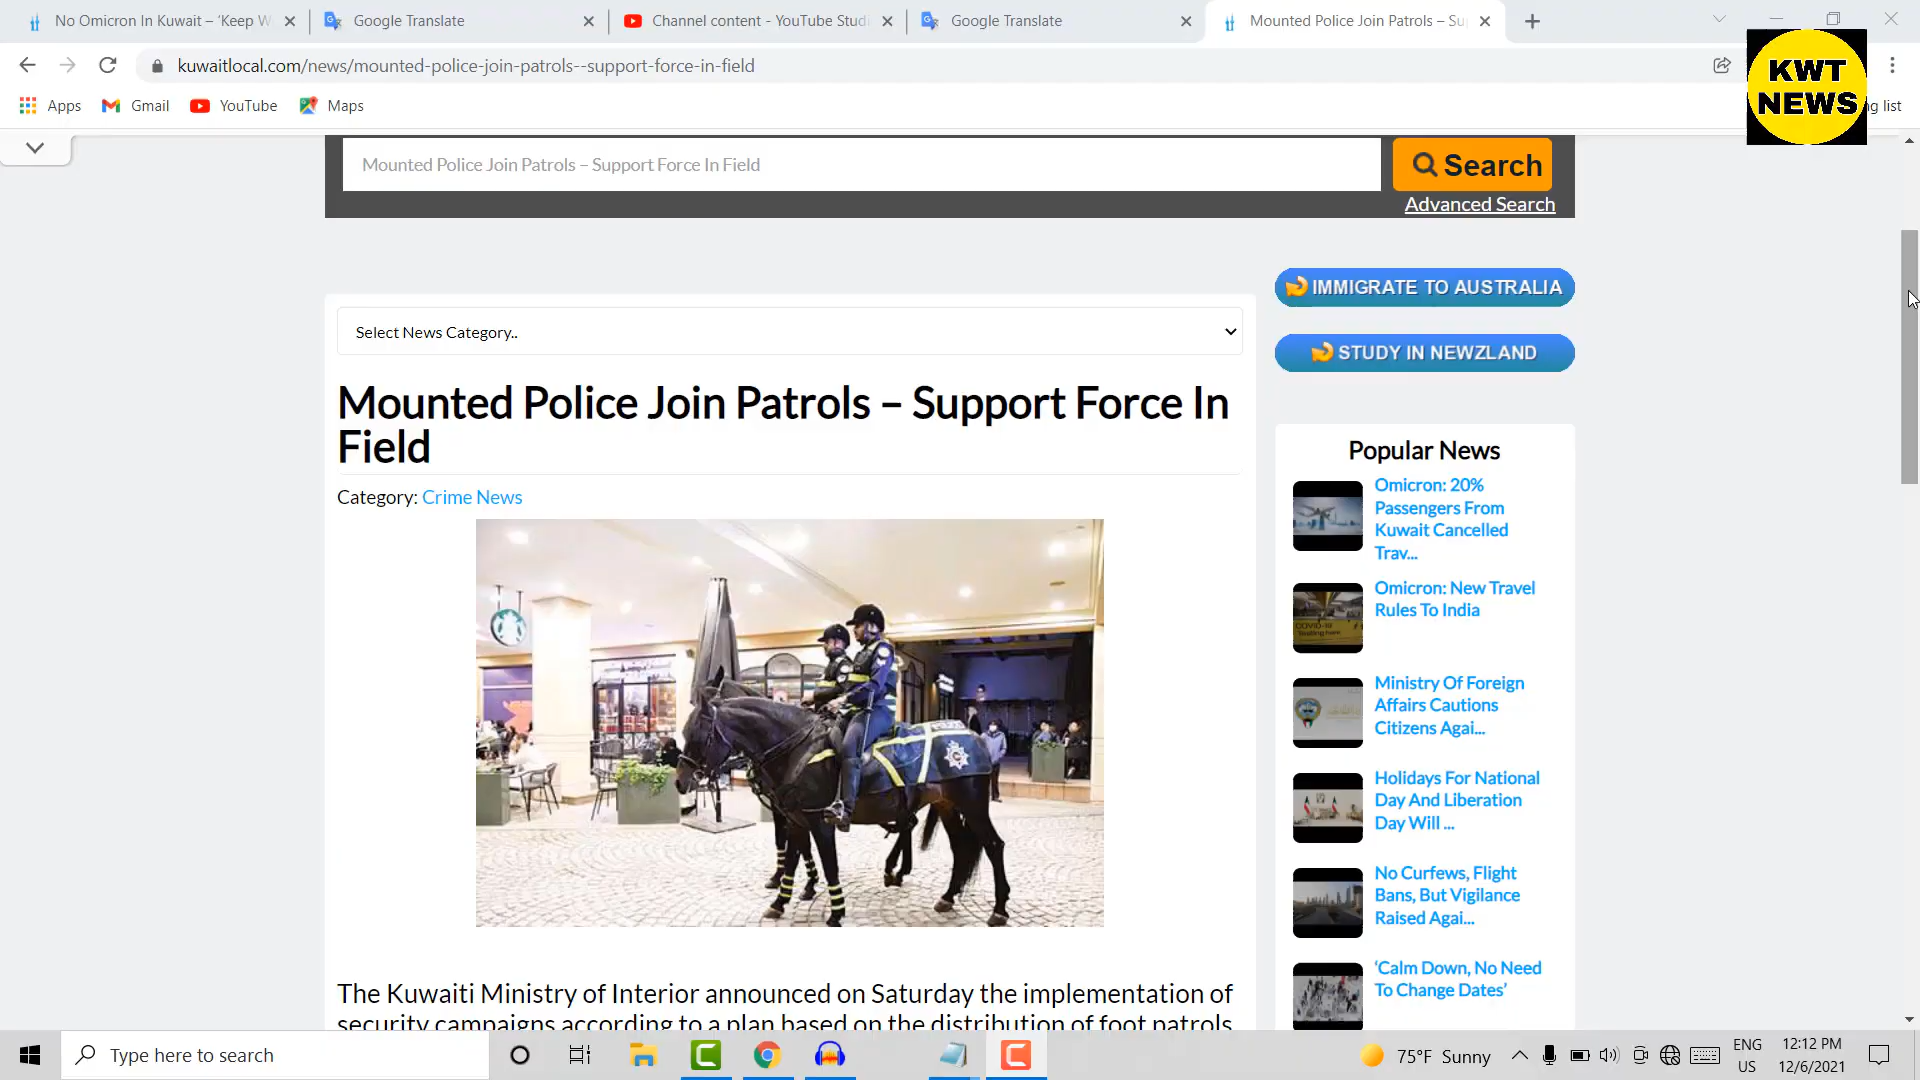 No Omicron In Kuwait – ‘Keep W
Google Translate
Channel content - YouTube Studi
Google Translate
Mounted Police Join Patrols – Su
kuwaitlocal.com/news/mounted-police-join-patrols--support-force-in-field
KWT
NEWS
Apps
Gmail
YouTube
Maps
ng list
Mounted Police Join Patrols – Support Force In Field
Search
Advanced Search
IMMIGRATE TO AUSTRALIA
STUDY IN NEWZLAND
Select News Category..
Mounted Police Join Patrols – Support Force In
Field
Category: Crime News
Popular News
Omicron: 20%
Passengers From
Kuwait Cancelled
Trav...
Omicron: New Travel
Rules To India
Ministry Of Foreign
Affairs Cautions
Citizens Agai...
Holidays For National
Day And Liberation
Day Will ...
No Curfews, Flight
Bans, But Vigilance
Raised Agai...
‘Calm Down, No Need
To Change Dates’
The Kuwaiti Ministry of Interior announced on Saturday the implementation of
security campaigns according to a plan based on the distribution of foot patrols
Type here to search
75°F Sunny
ENG
US
12:12 PM
12/6/2021